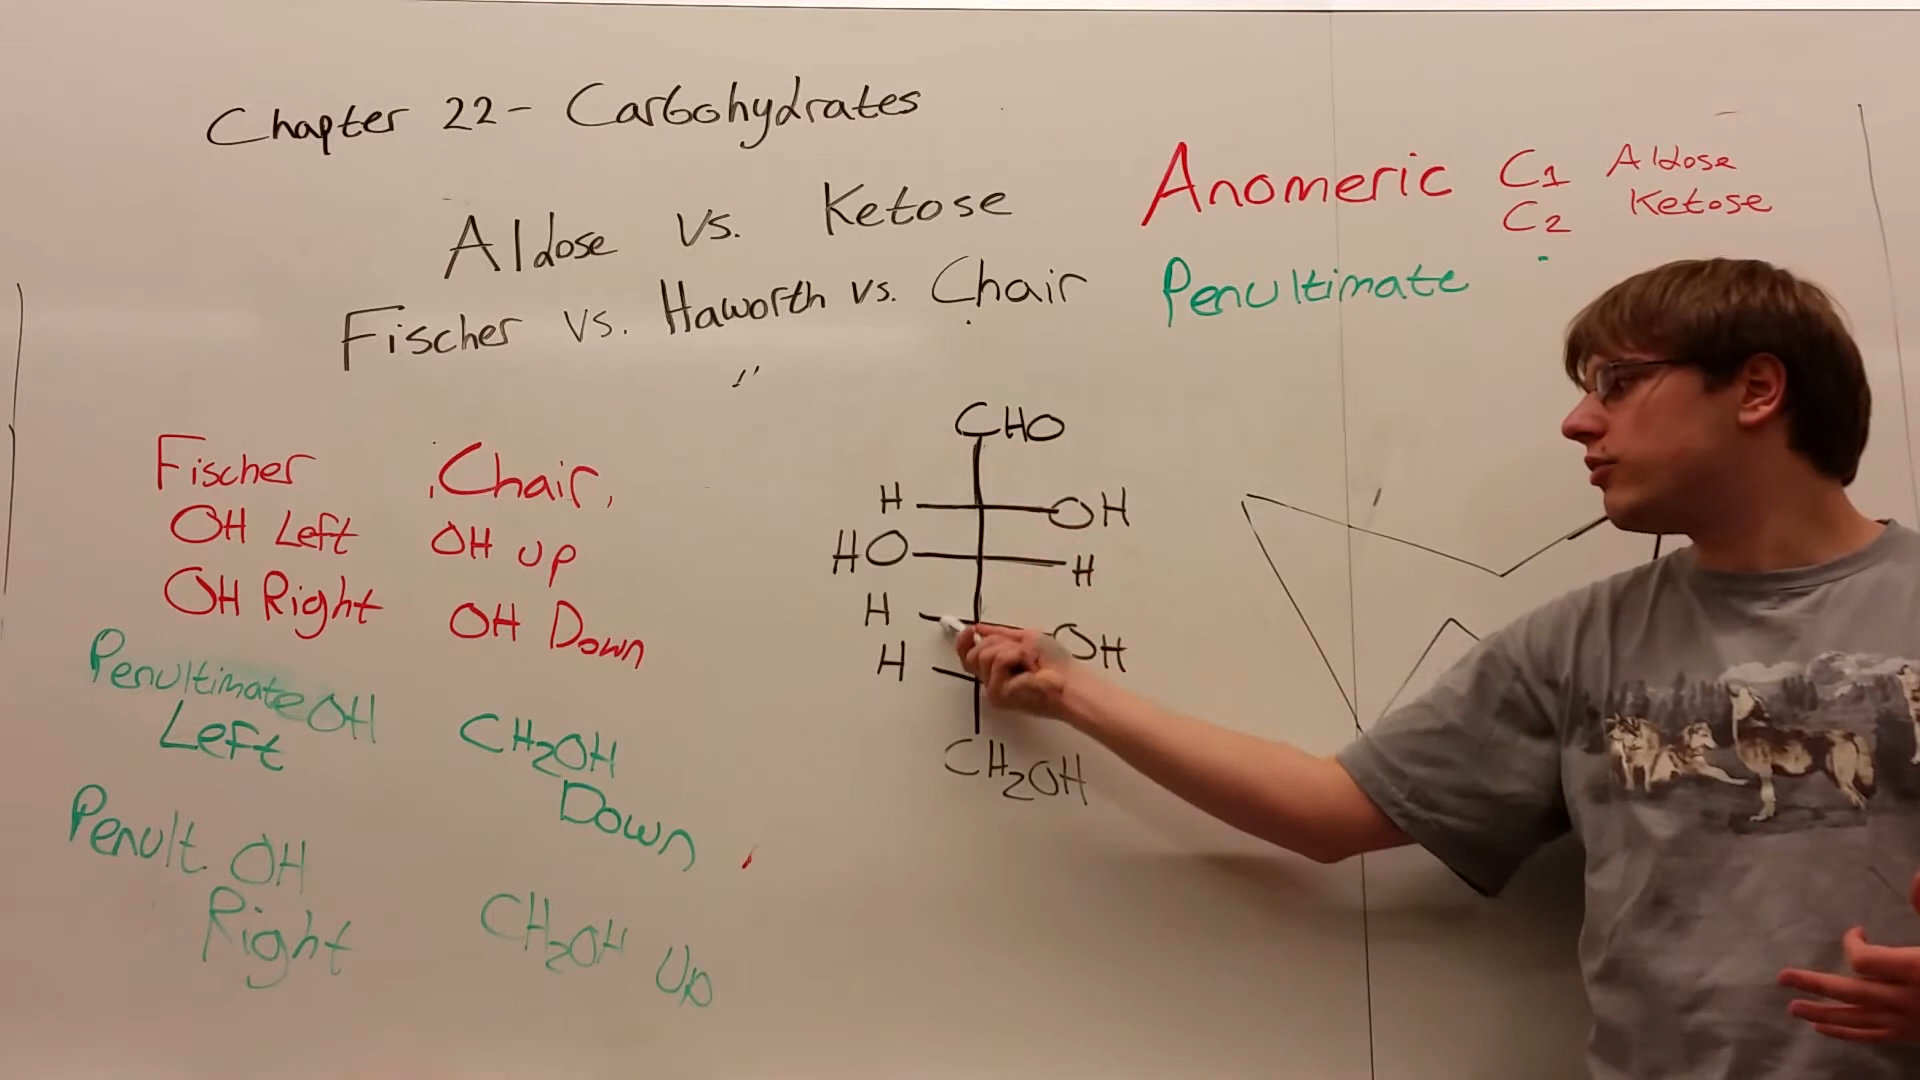 Chapter 22 - Carbohydrates
Aldose vs. Ketose
Fischer vs. Haworth vs. Chair
Anomeric C1 Aldose
C2 Ketose
Penultimate
Fischer Chair
OH Left OH up
OH Right OH Down
Penultimate OH
Left CH2OH
Down
Penult. OH
Right CH2OH Up
CHO
H OH
HO H
H OH
H
CH2OH